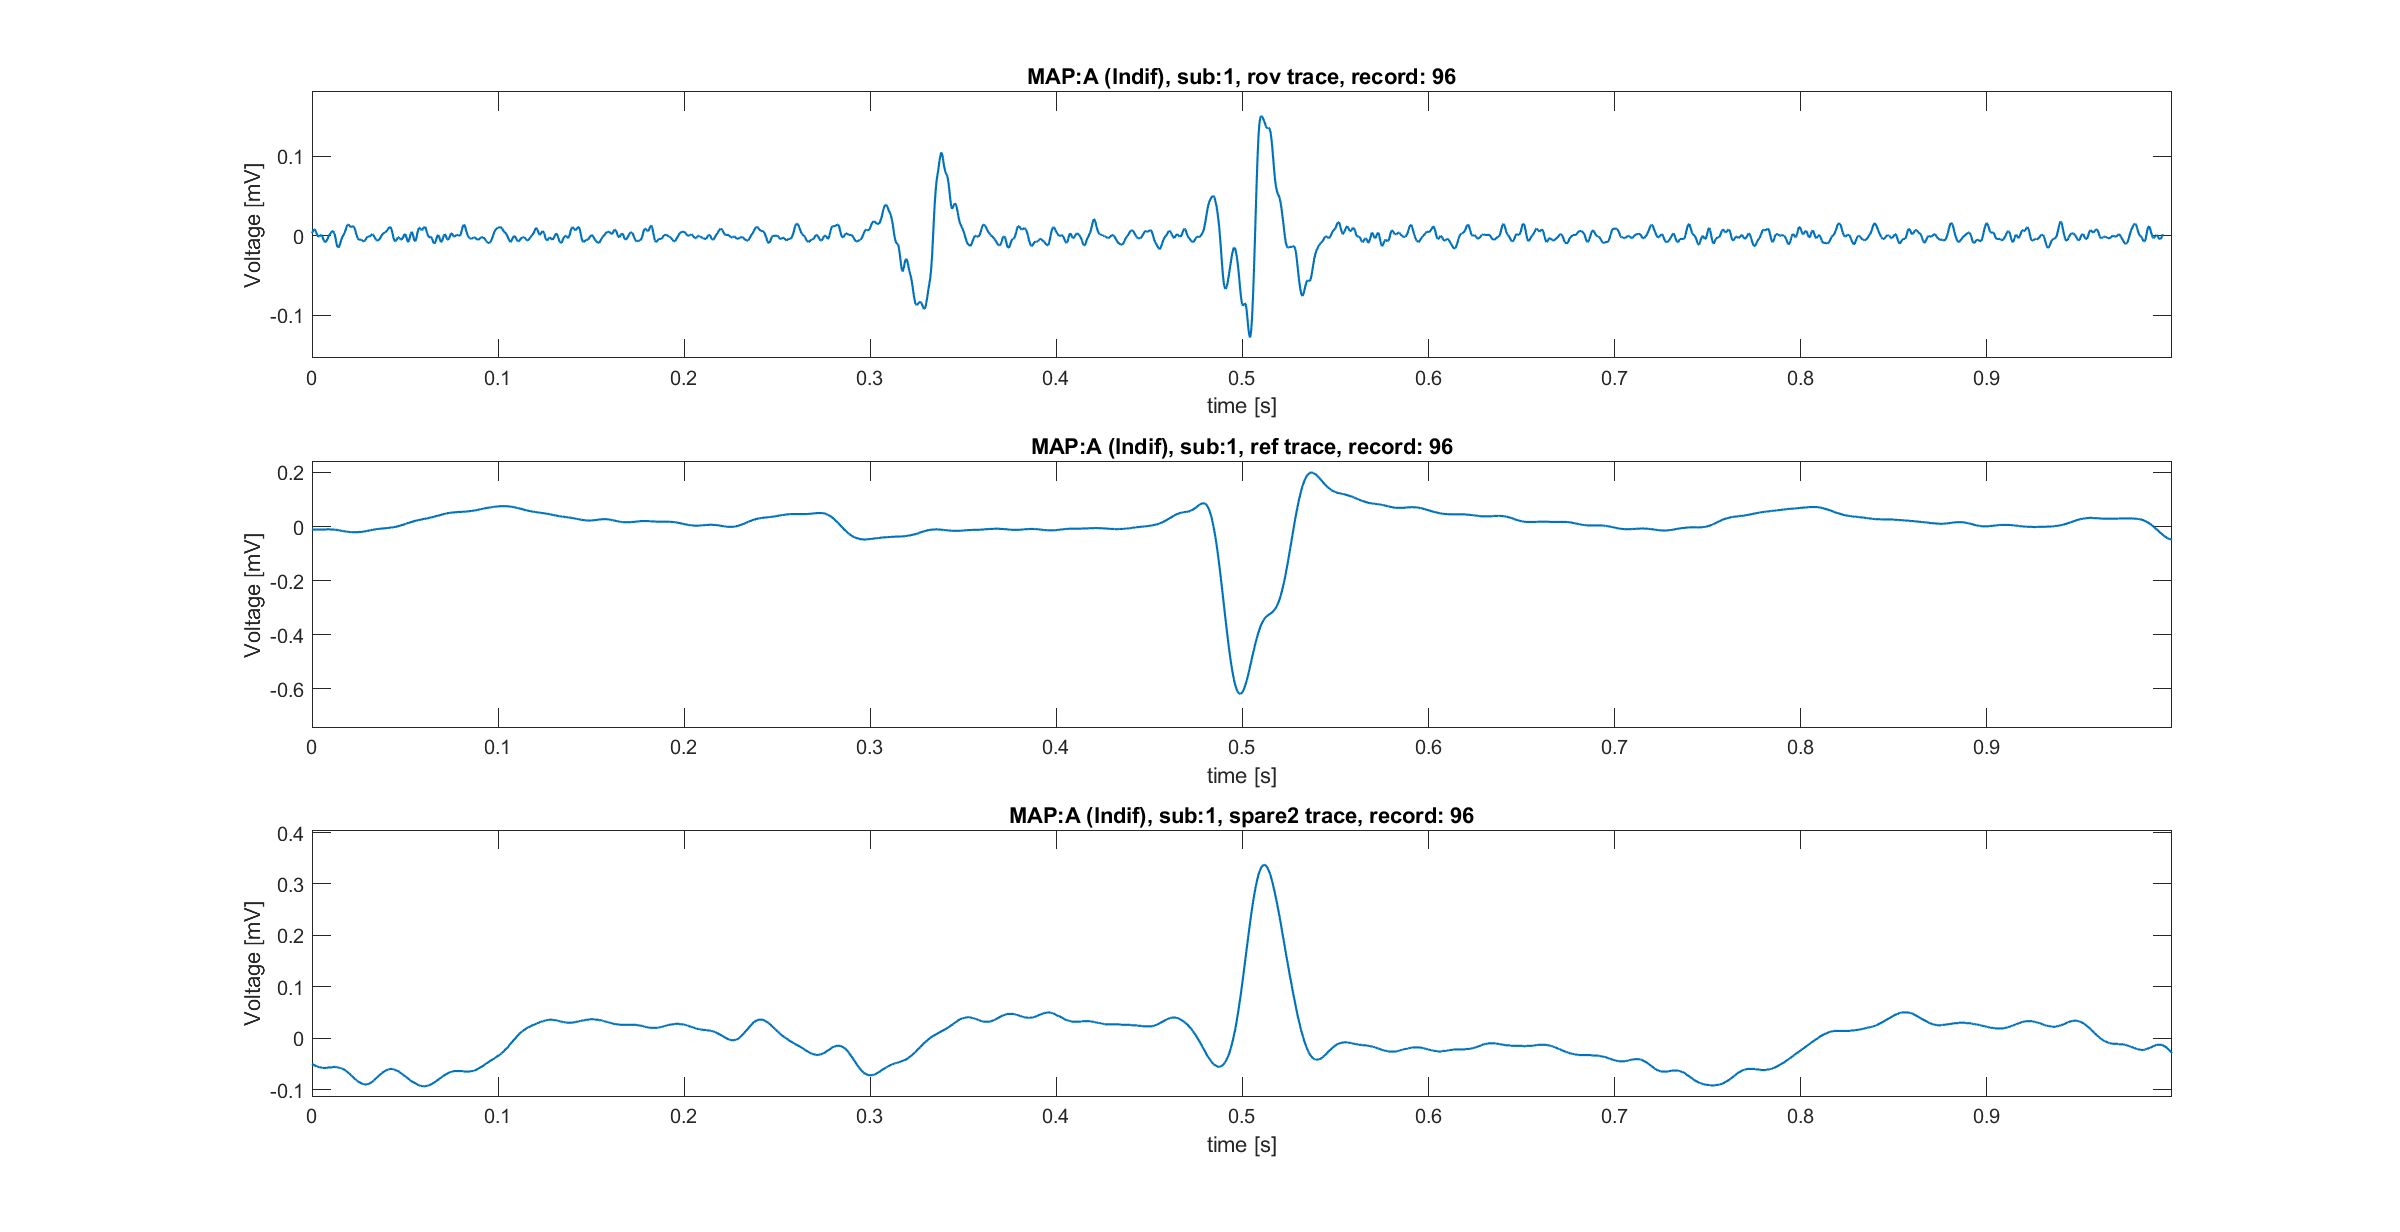 MAP:A (Indif), sub:1, rov trace, record: 96
Voltage [mV]
0.1
0
-0.1
0 0.1 0.2 0.3 0.4 0.5 0.6 0.7 0.8 0.9
time [s]
MAP:A (Indif), sub:1, ref trace, record: 96
Voltage [mV]
0.2
0
-0.2
-0.4
-0.6
0 0.1 0.2 0.3 0.4 0.5 0.6 0.7 0.8 0.9
time [s]
MAP:A (Indif), sub:1, spare2 trace, record: 96
Voltage [mV]
0.4
0.3
0.2
0.1
0
-0.1
0 0.1 0.2 0.3 0.4 0.5 0.6 0.7 0.8 0.9
time [s]